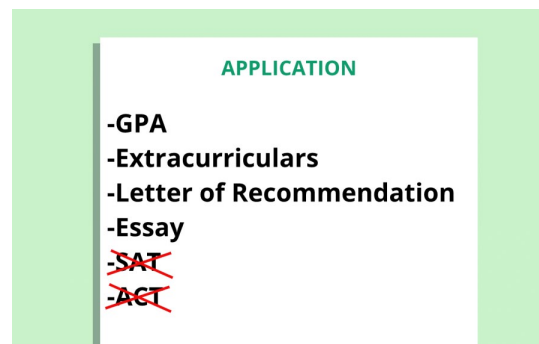 APPLICATION
-GPA
-Extracurriculars
-Letter of Recommendation
-Essay
-SAT
-ACT